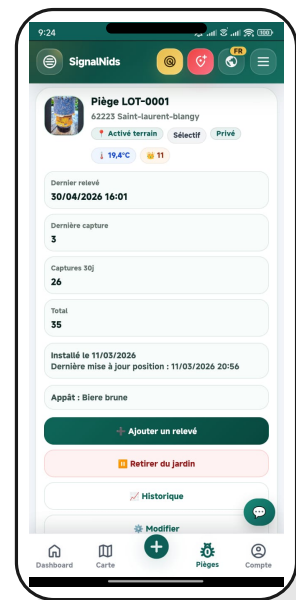 9:24
100
SignalNids
FR
Piège LOT-0001
62223 Saint-laurent-blangy
Activé terrain
Sélectif
Privé
19,4°C
11
Dernier relevé
30/04/2026 16:01
Dernière capture
3
Captures 30j
26
Total
35
Installé le 11/03/2026
Dernière mise à jour position : 11/03/2026 20:56
Appât : Biere brune
Ajouter un relevé
Retirer du jardin
Historique
Modifier
Dashboard
Carte
Pièges
Compte